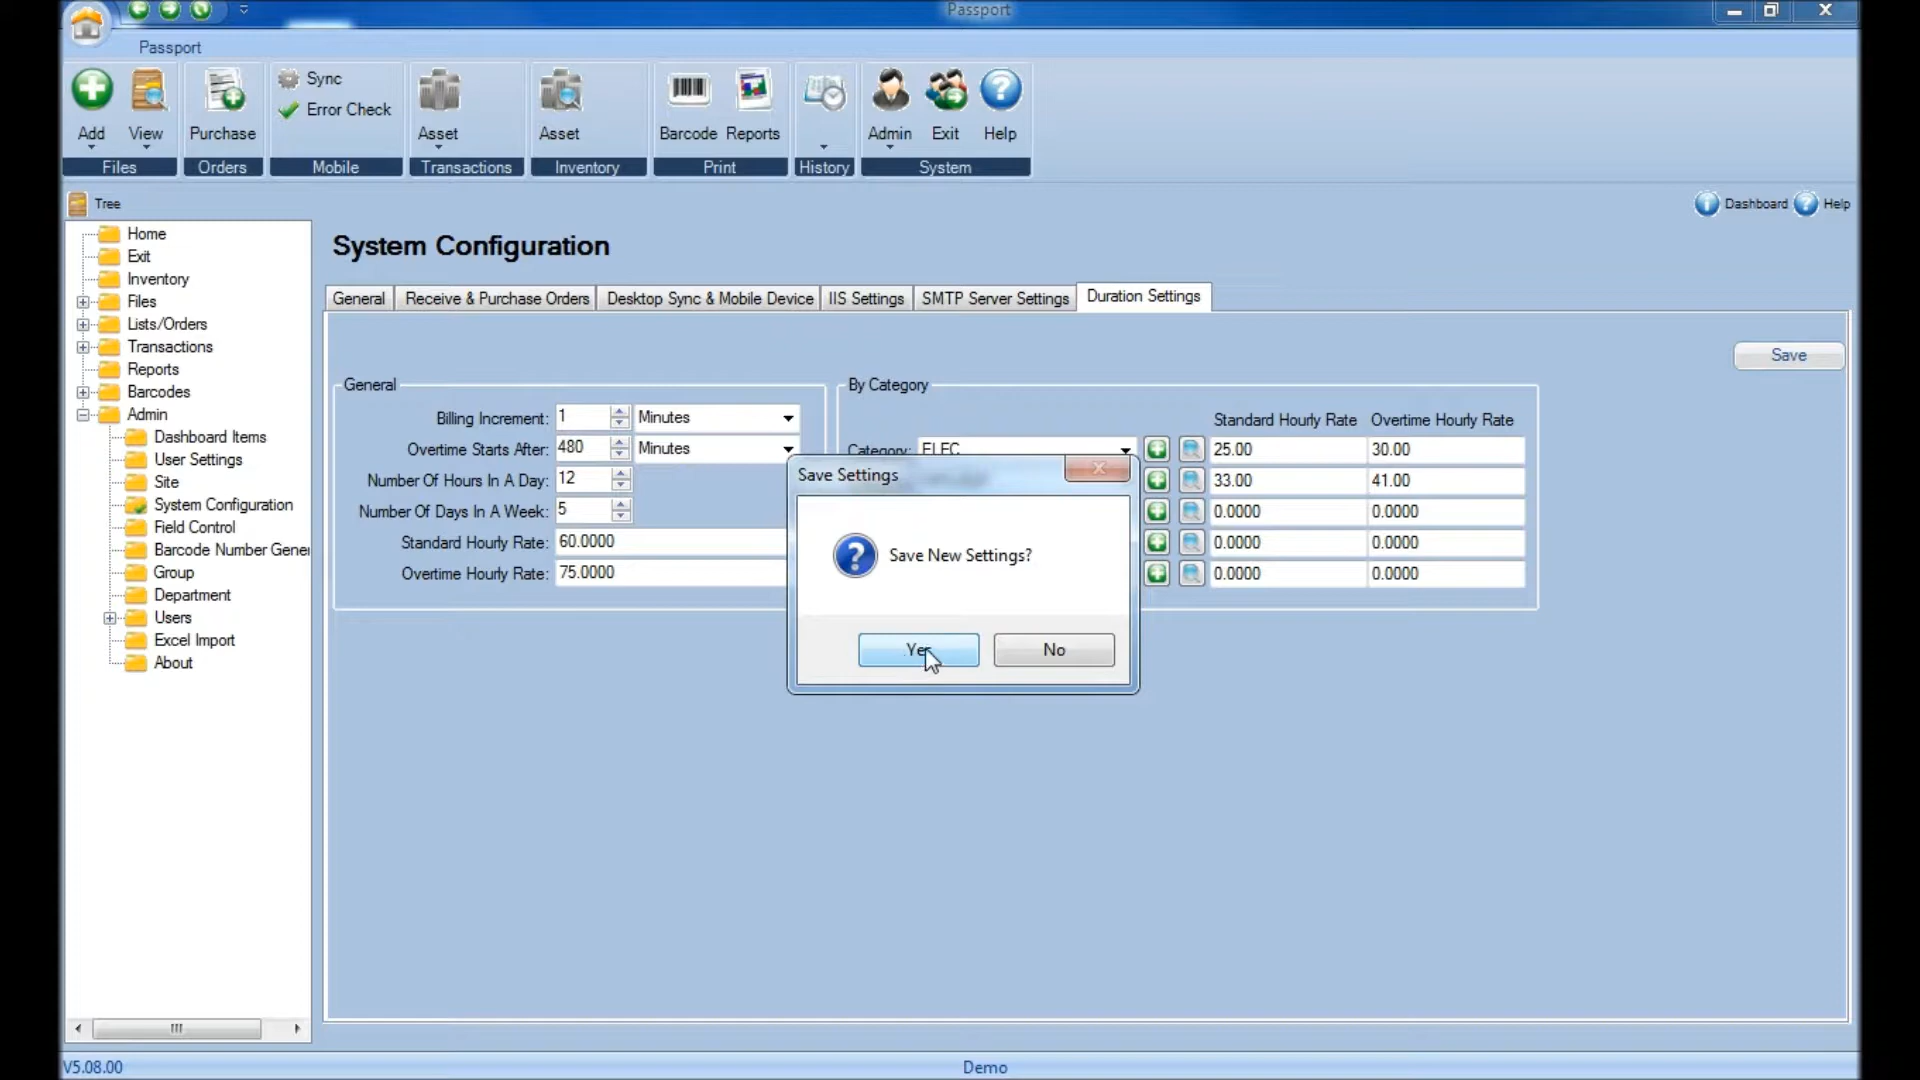 Passport
Passport
Add
View
Files
Purchase
Orders
Sync
Error Check
Mobile
Asset
Transactions
Asset
Inventory
Barcode
Reports
Print
History
Admin
Exit
Help
System
Tree
Dashboard
Help
Home
Exit
Inventory
Files
Lists/Orders
Transactions
Reports
Barcodes
Admin
Dashboard Items
User Settings
Site
System Configuration
Field Control
Barcode Number Gener
Group
Department
Users
Excel Import
About
System Configuration
General
Receive & Purchase Orders
Desktop Sync & Mobile Device
IIS Settings
SMTP Server Settings
Duration Settings
Save
General
Billing Increment: 1 Minutes
Overtime Starts After: 480 Minutes
Number Of Hours In A Day: 12
Number Of Days In A Week: 5
Standard Hourly Rate: 60.0000
Overtime Hourly Rate: 75.0000
By Category
Standard Hourly Rate Overtime Hourly Rate
Category: ELEC 25.00 30.00
33.00 41.00
0.0000 0.0000
0.0000 0.0000
0.0000 0.0000
Save Settings
Save New Settings?
Yes
No
V5.08.00
Demo